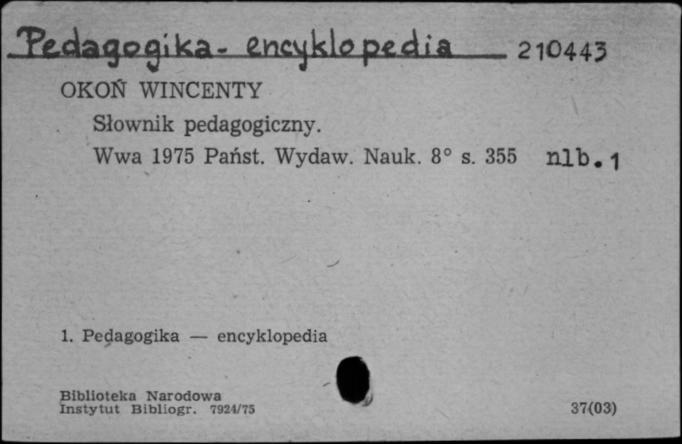 Pedagogika - encyklopedia 210443
OKOŃ WINCENTY
Słownik pedagogiczny.
Wwa 1975 Państ. Wydaw. Nauk. 8° s. 355 nlb. 1
1. Pedagogika — encyklopedia
Biblioteka Narodowa
Instytut Bibliogr. 7924/75 37(03)